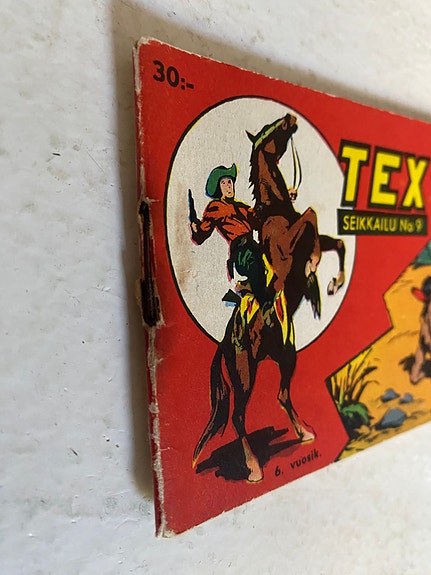 30:-
TEX
SEIKKAILU No 9
6. vuosik.